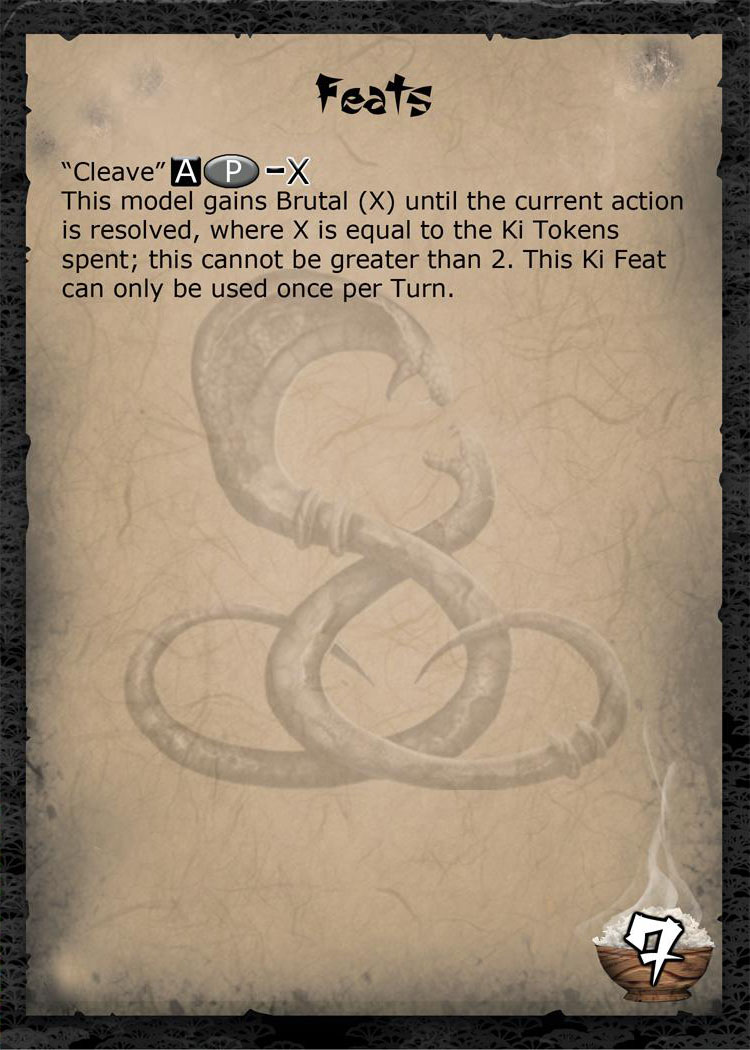 Feats
“Cleave” A P -X
This model gains Brutal (X) until the current action
is resolved, where X is equal to the Ki Tokens
spent; this cannot be greater than 2. This Ki Feat
can only be used once per Turn.
7